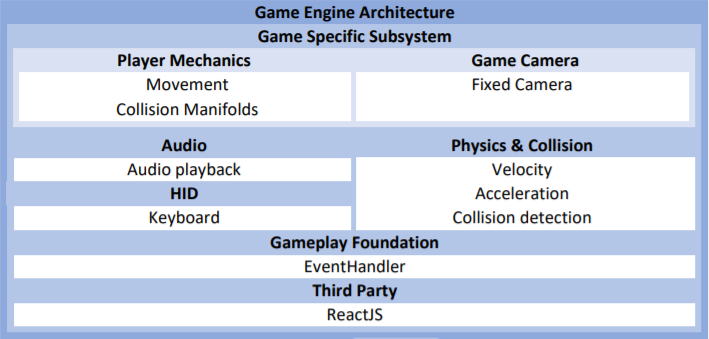 Game Engine Architecture
Game Specific Subsystem
Player Mechanics
Movement
Collision Manifolds
Game Camera
Fixed Camera
Audio
Audio playback
HID
Keyboard
Physics & Collision
Velocity
Acceleration
Collision detection
Gameplay Foundation
EventHandler
Third Party
ReactJS